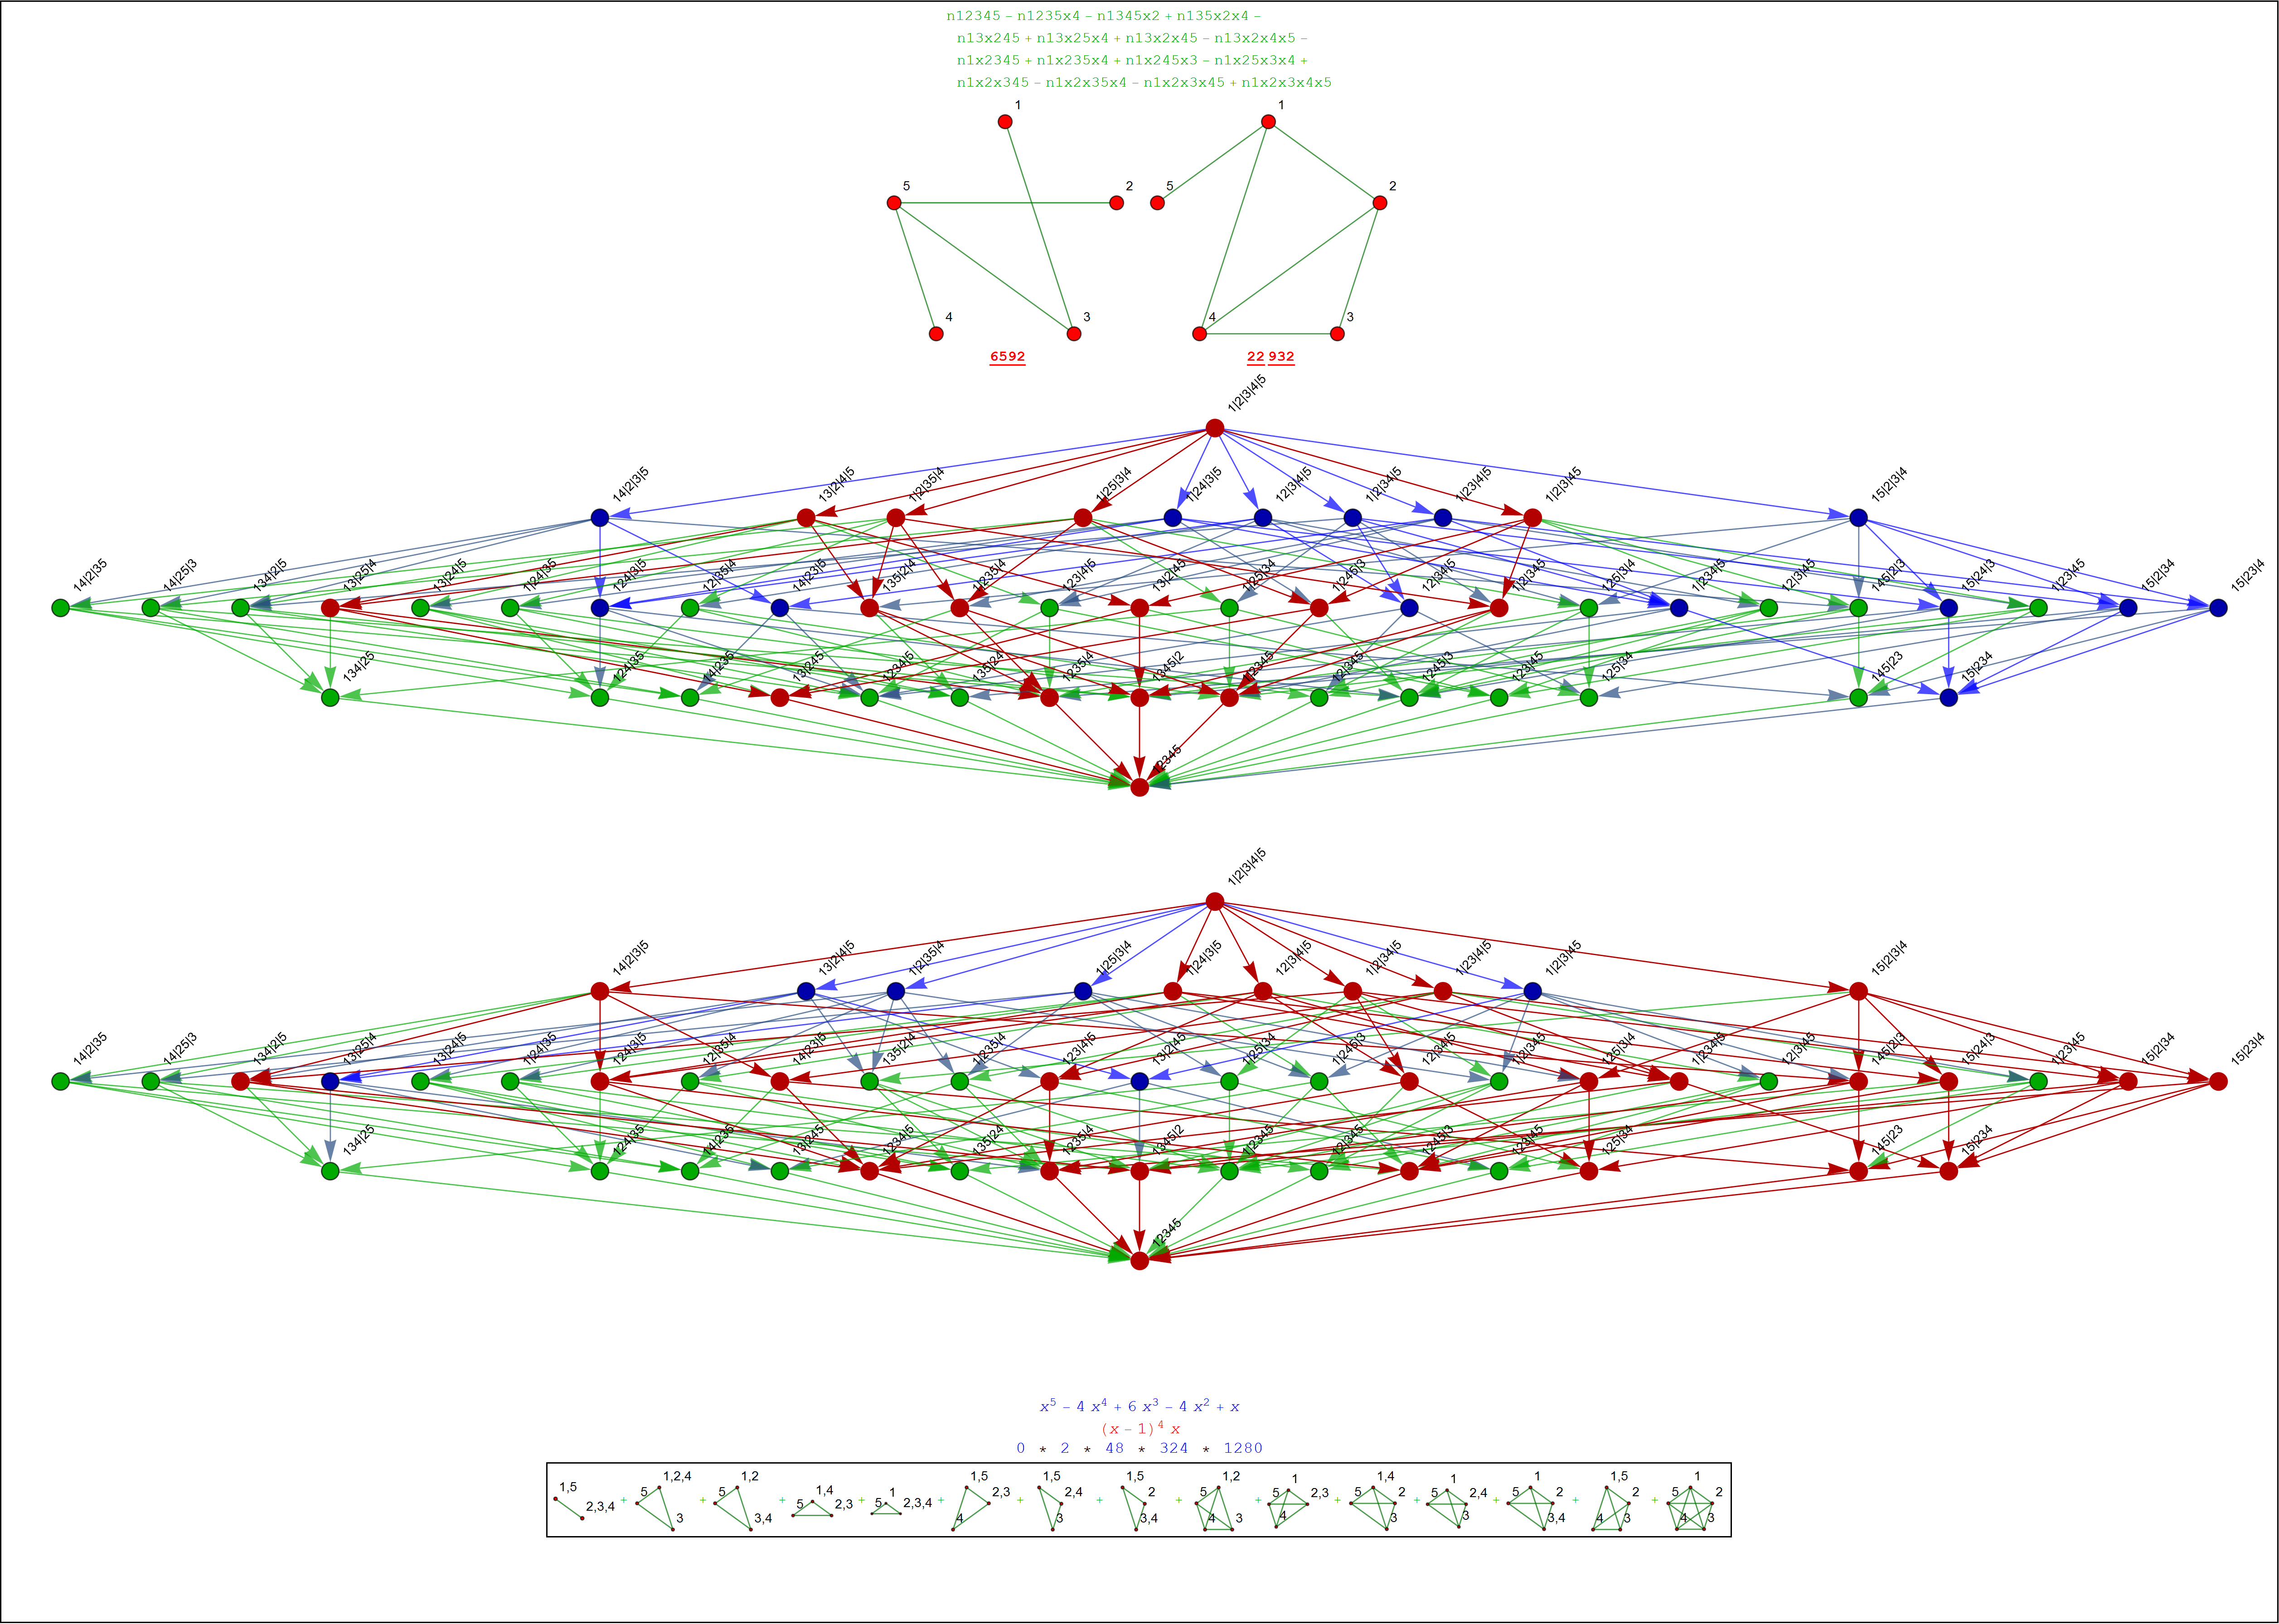 n12345 − n1235x4 − n1345x2 + n135x2x4 −
n13x245 + n13x25x4 + n13x2x45 − n13x2x4x5 −
n1x2345 + n1x235x4 + n1x245x3 − n1x25x3x4 +
n1x2x345 − n1x2x35x4 − n1x2x3x45 + n1x2x3x4x5
1 1
5 2 5 2
4 3 4 3
6592 22 932
1|2|3|4|5
14|2|3|5 13|2|4|5 1|2|35|4 1|25|3|4 1|24|3|5 12|3|4|5 1|2|34|5 1|23|4|5 1|2|3|45 15|2|3|4
14|2|35 14|25|3 134|2|5 13|25|4 13|24|5 1|24|35 124|3|5 12|35|4 14|23|5 135|2|4 1|235|4 123|4|5 13|2|45 1|25|34 1|245|3 12|34|5 1|2|345 125|3|4 1|234|5 12|3|45 145|2|3 15|24|3 1|23|45 15|2|34 15|23|4
134|25 124|35 14|235 13|245 1234|5 135|24 1235|4 1345|2 1|2345 12|345 1245|3 123|45 125|34 145|23 15|234
12345
1|2|3|4|5
14|2|3|5 13|2|4|5 1|2|35|4 1|25|3|4 1|24|3|5 12|3|4|5 1|2|34|5 1|23|4|5 1|2|3|45 15|2|3|4
14|2|35 14|25|3 134|2|5 13|25|4 13|24|5 1|24|35 124|3|5 12|35|4 14|23|5 135|2|4 1|235|4 123|4|5 13|2|45 1|25|34 1|245|3 12|34|5 1|2|345 125|3|4 1|234|5 12|3|45 145|2|3 15|24|3 1|23|45 15|2|34 15|23|4
134|25 124|35 14|235 13|245 1234|5 135|24 1235|4 1345|2 1|2345 12|345 1245|3 123|45 125|34 145|23 15|234
12345
x⁵ − 4 x⁴ + 6 x³ − 4 x² + x
(x − 1)⁴ x
0 * 2 * 48 * 324 * 1280
1,5 2,3,4 + 1,2,4 5 3 + 1,2 5 3,4 + 1,4 5 2,3 + 1 5 2,3,4 + 1,5 2,3 4 + 1,5 2,4 3 + 1,5 2 3,4 + 1,2 5 4 3 + 1 5 2,3 4 + 1,4 5 2 3 + 1 5 2,4 3 + 1 5 2 3,4 + 1,5 2 4 3 + 1 5 2 4 3